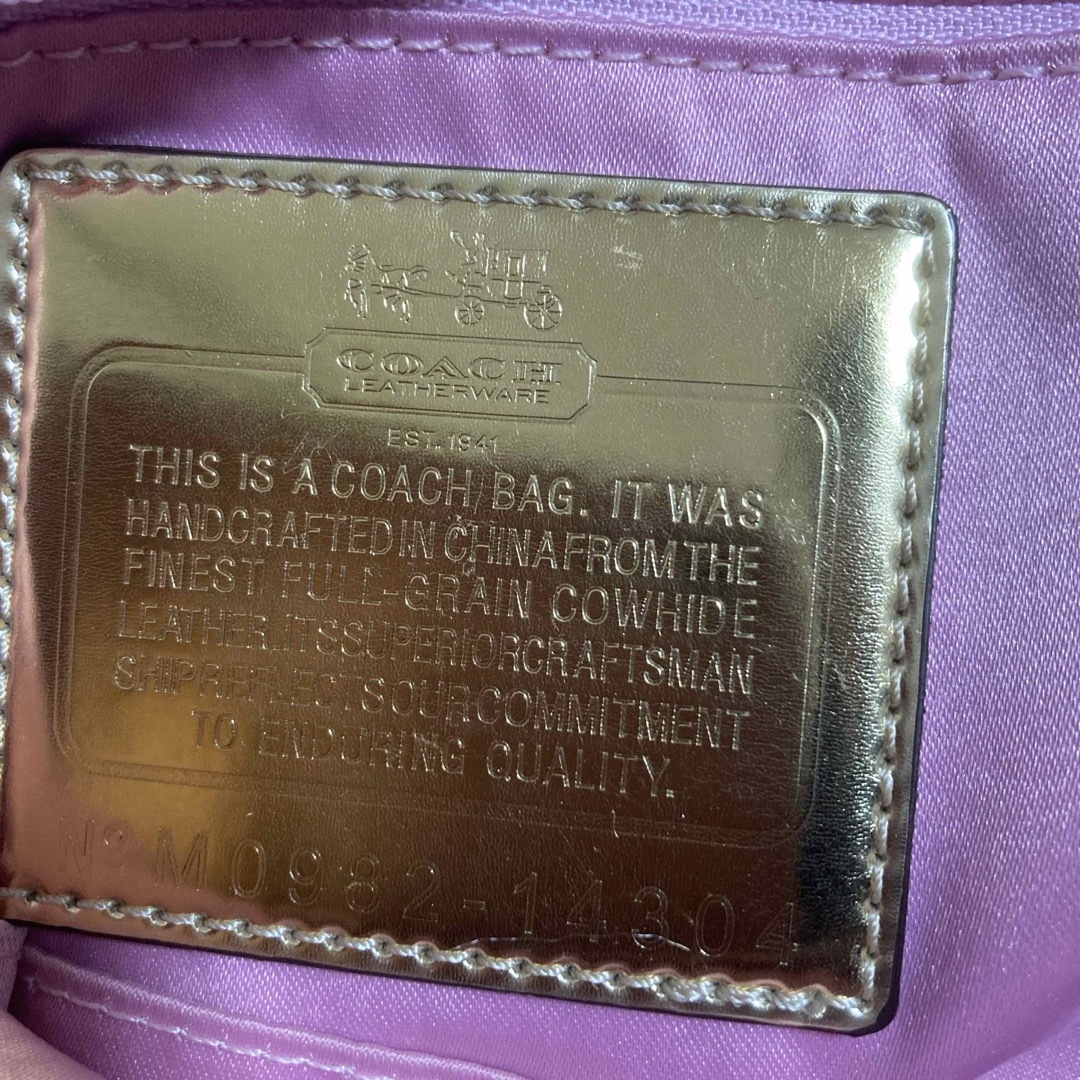 COACH
LEATHERWARE
EST. 1941
THIS IS A COACH BAG. IT WAS
HANDCRAFTED IN CHINA FROM THE
FINEST FULL-GRAIN COWHIDE
LEATHER. ITS SUPERIOR CRAFTSMAN
SHIP REFLECTS OUR COMMITMENT
TO ENDURING QUALITY.
Nº M0982-14304